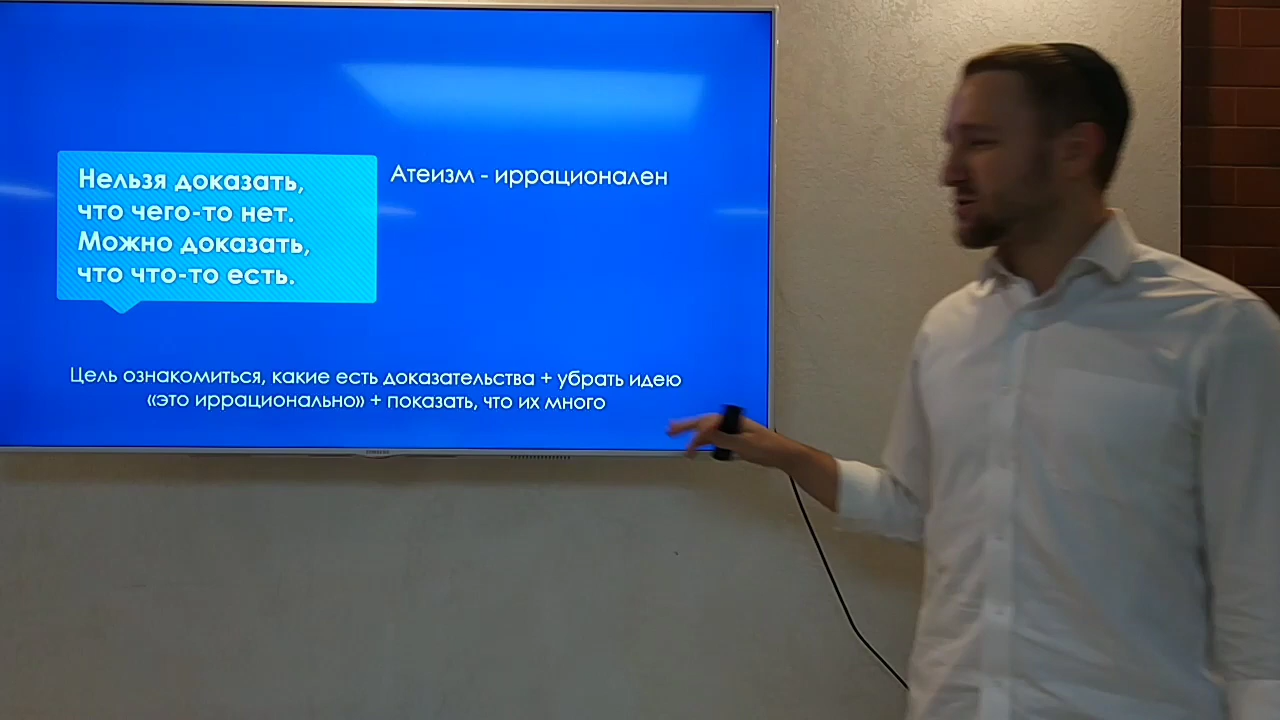 Нельзя доказать,
что чего-то нет.
Можно доказать,
что что-то есть.
Атеизм - иррационален
Цель ознакомиться, какие есть доказательства + убрать идею
«это иррационально» + показать, что их много
SAMSUNG